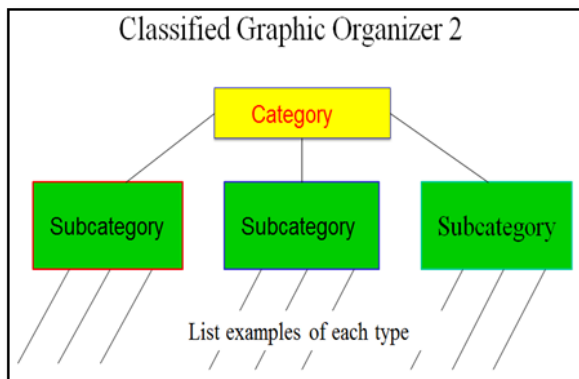 Classified Graphic Organizer 2
Category
Subcategory
Subcategory
Subcategory
List examples of each type